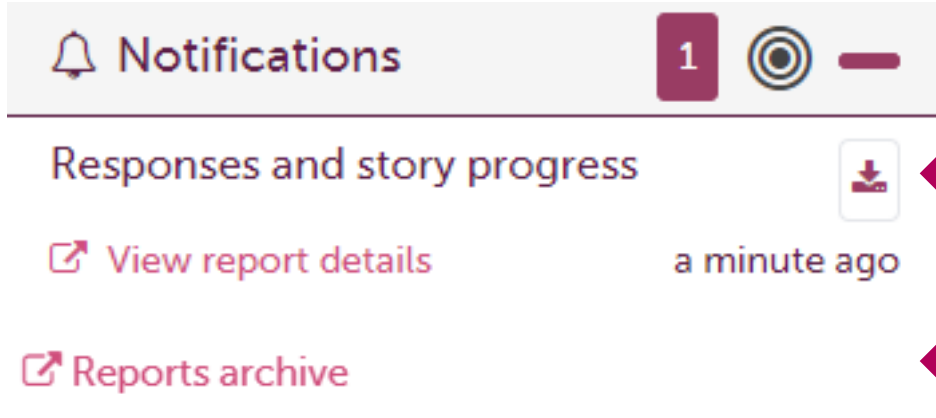 Notifications 1
Responses and story progress
View report details a minute ago
Reports archive